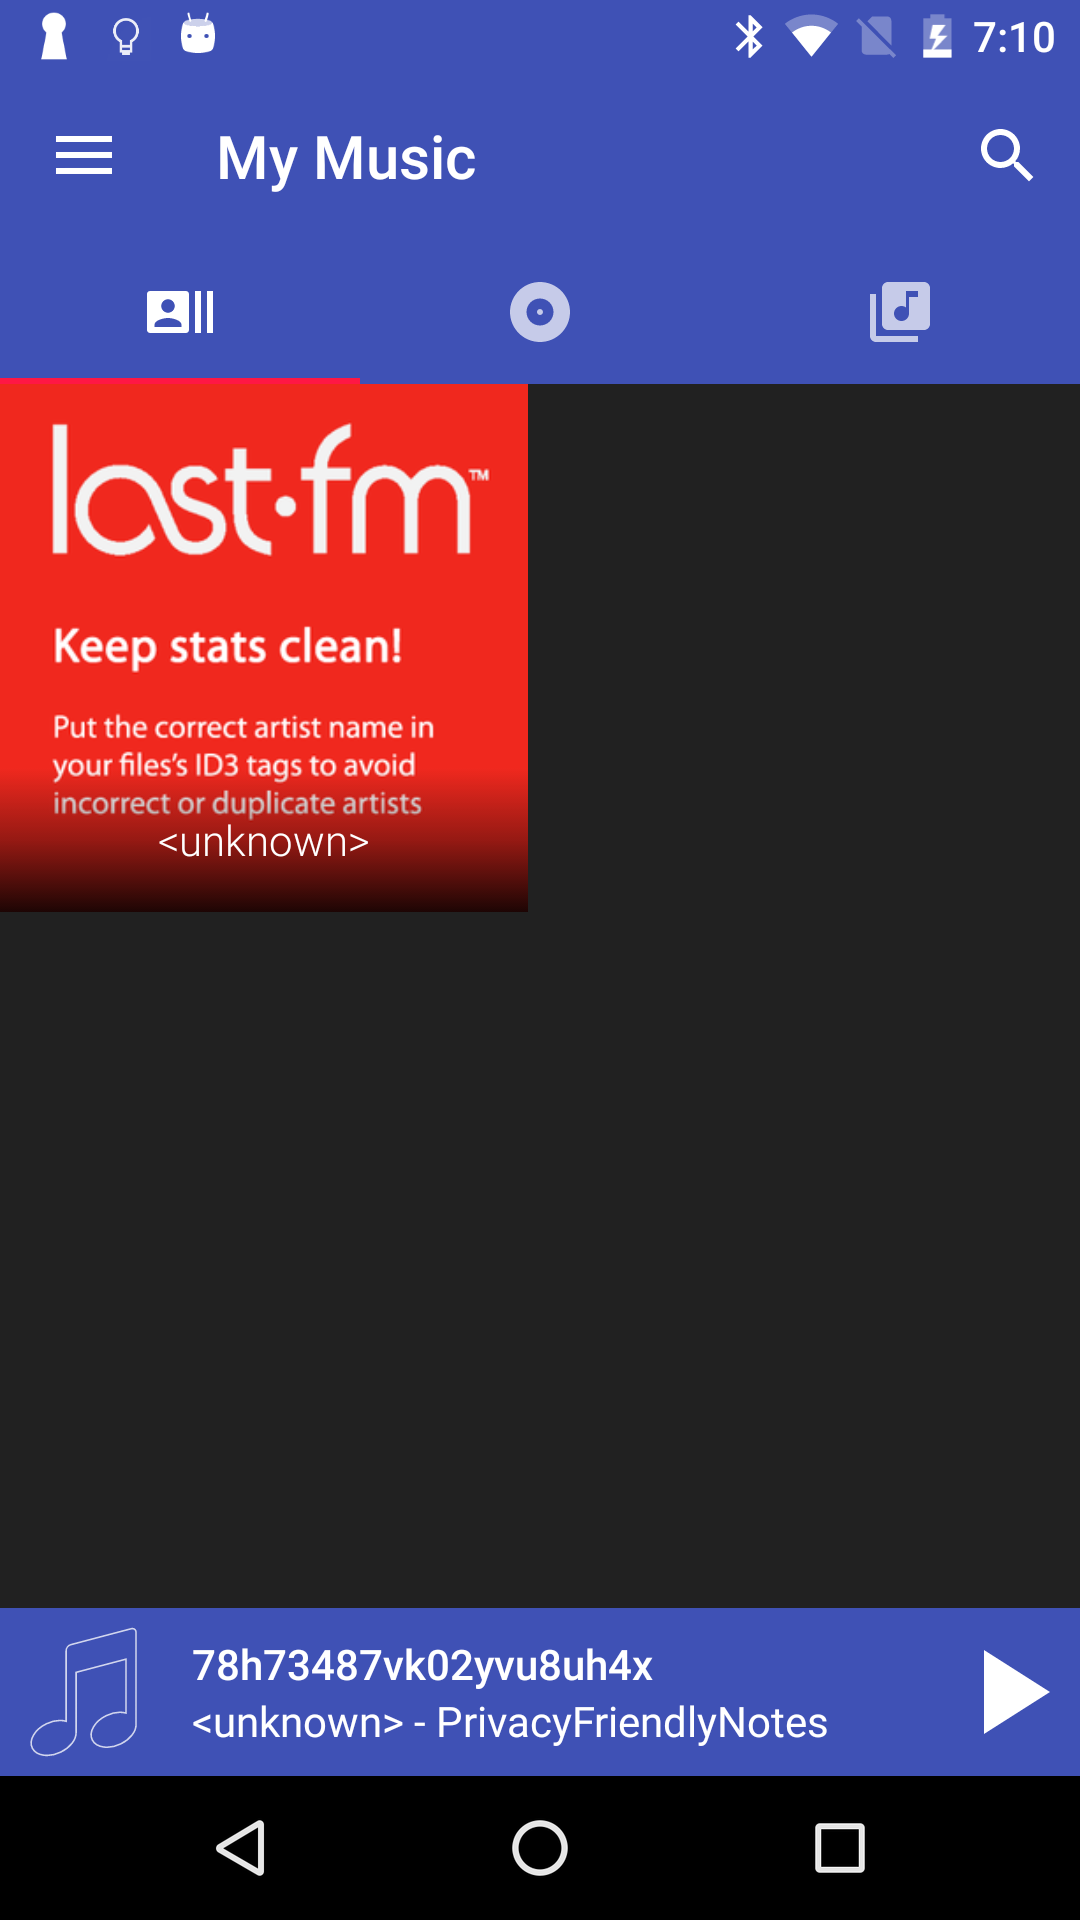 7:10
My Music
last·fm™
Keep stats clean!
Put the correct artist name in
your files's ID3 tags to avoid
incorrect or duplicate artists
<unknown>
78h73487vk02yvu8uh4x
<unknown> - PrivacyFriendlyNotes